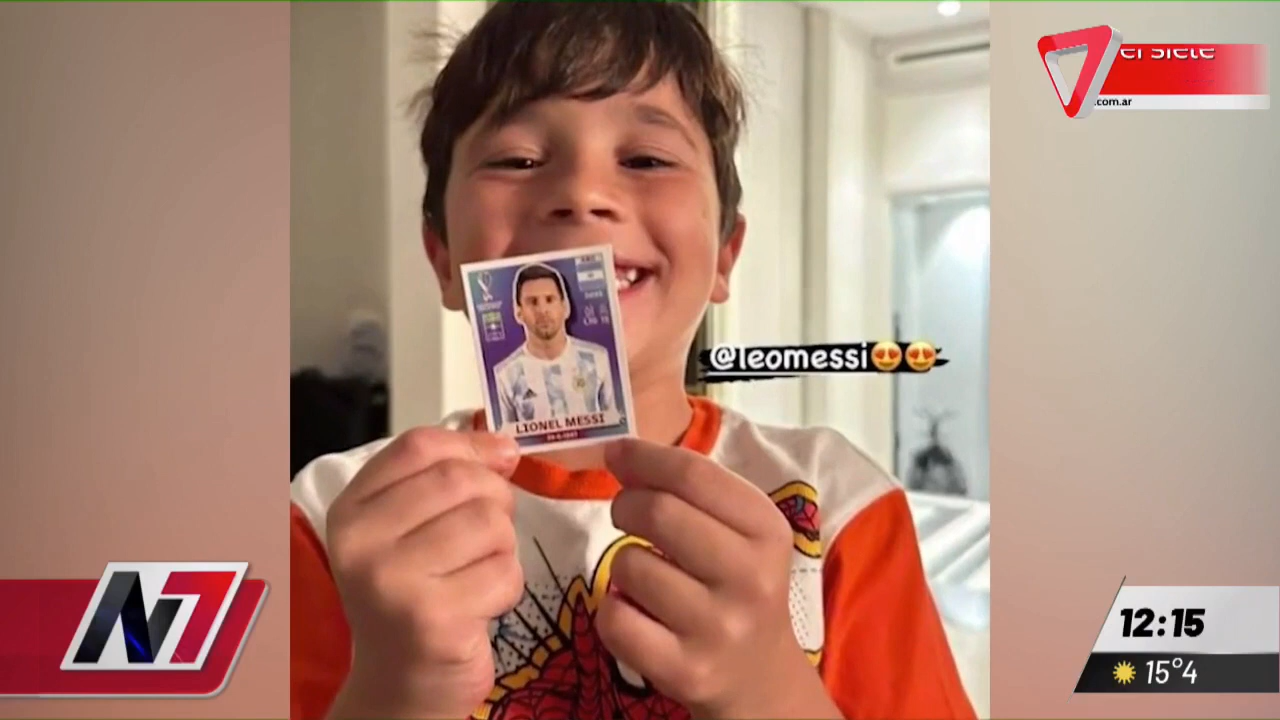 el siete
.com.ar
@leomessi😍😍
LIONEL MESSI
N7
12:15
15°4